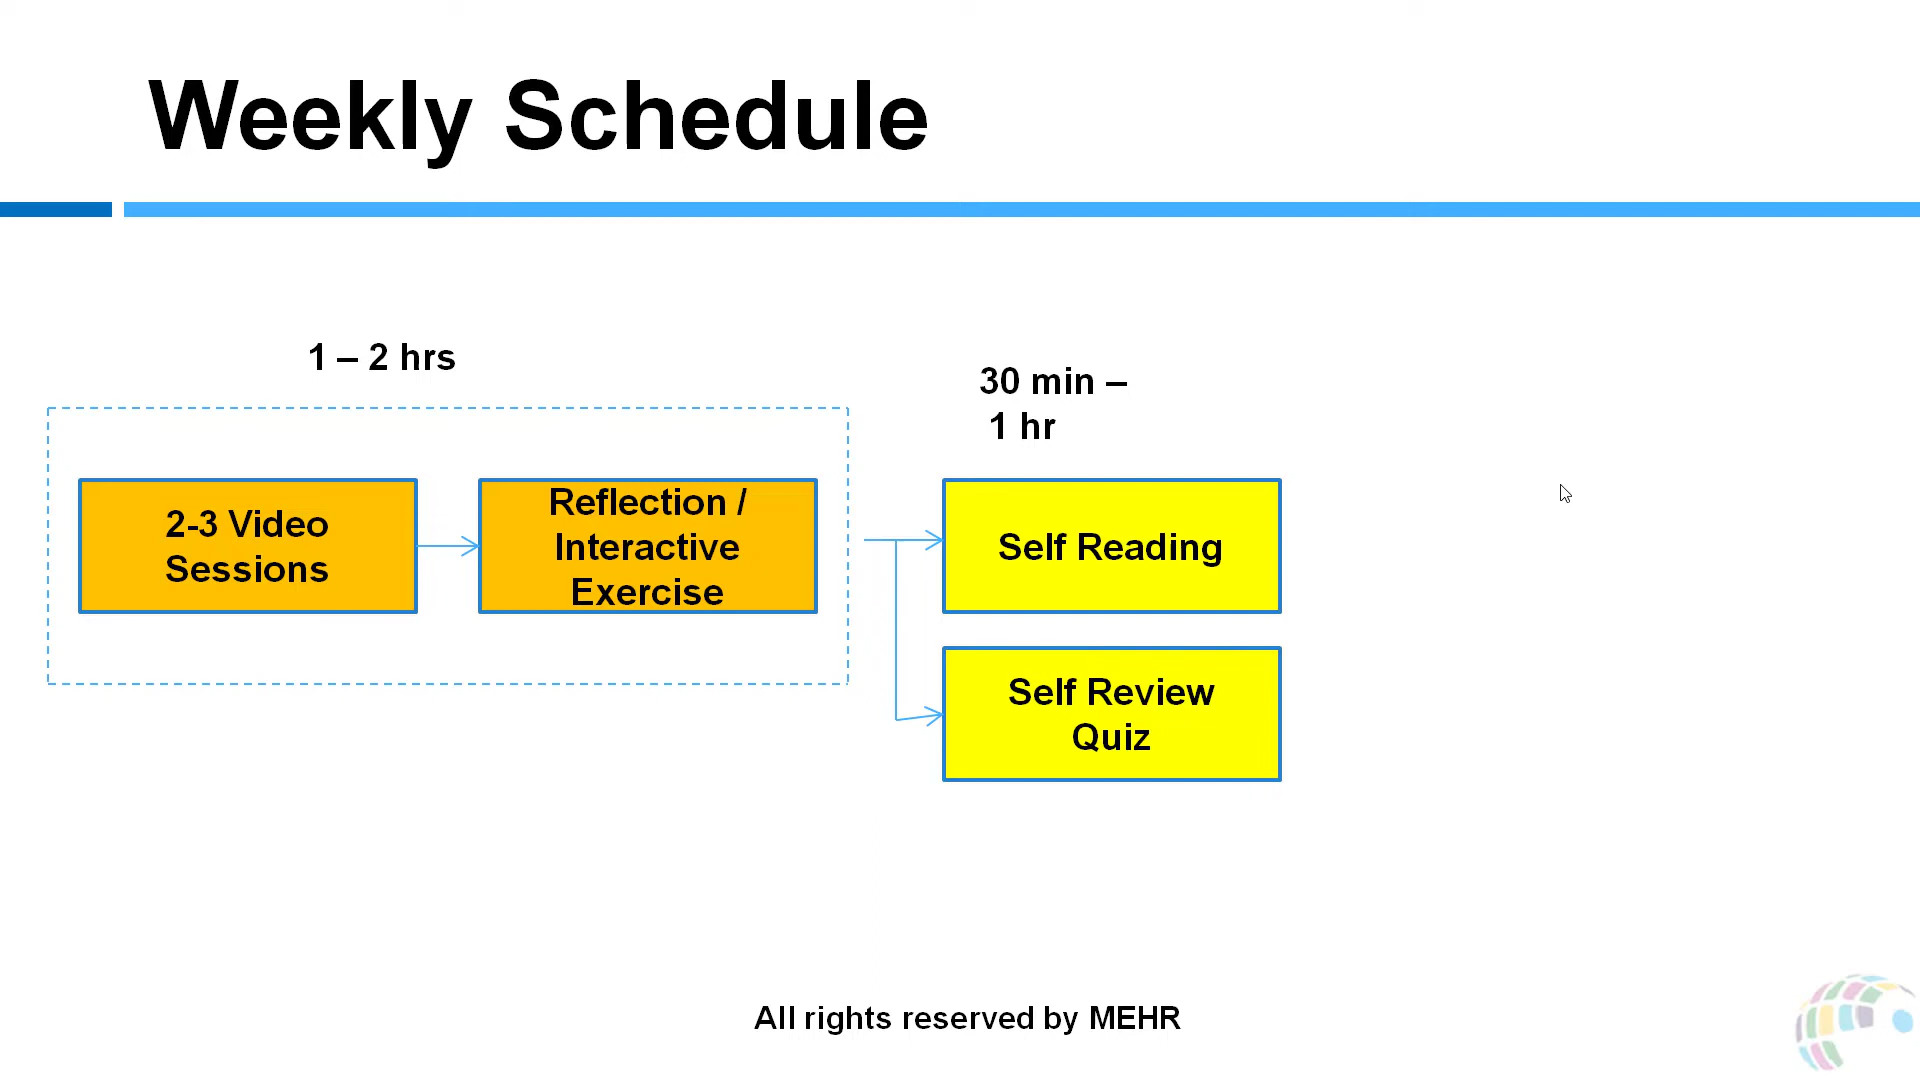 Weekly Schedule
1 – 2 hrs
30 min –
1 hr
2-3 Video
Sessions
Reflection /
Interactive
Exercise
Self Reading
Self Review
Quiz
All rights reserved by MEHR